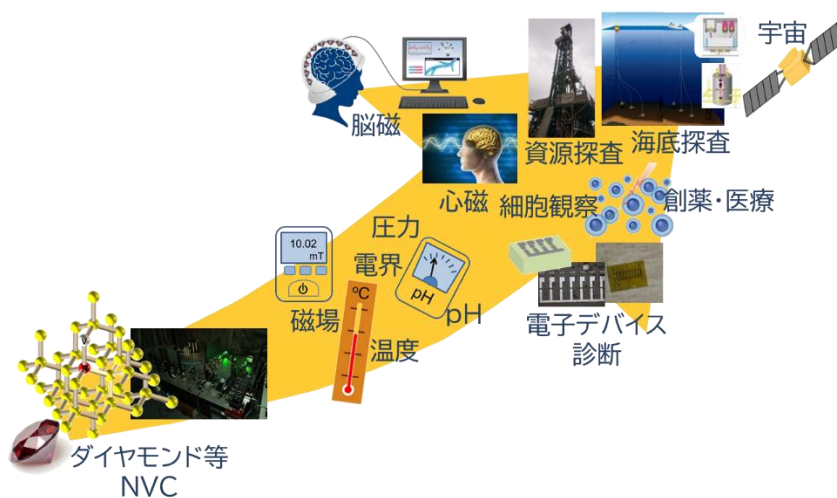 宇宙
脳磁
資源探査
海底探査
心磁
細胞観察
創薬・医療
圧力
10.02
mT
電界
pH
磁場
℃
pH
温度
電子デバイス
診断
ダイヤモンド等
NVC